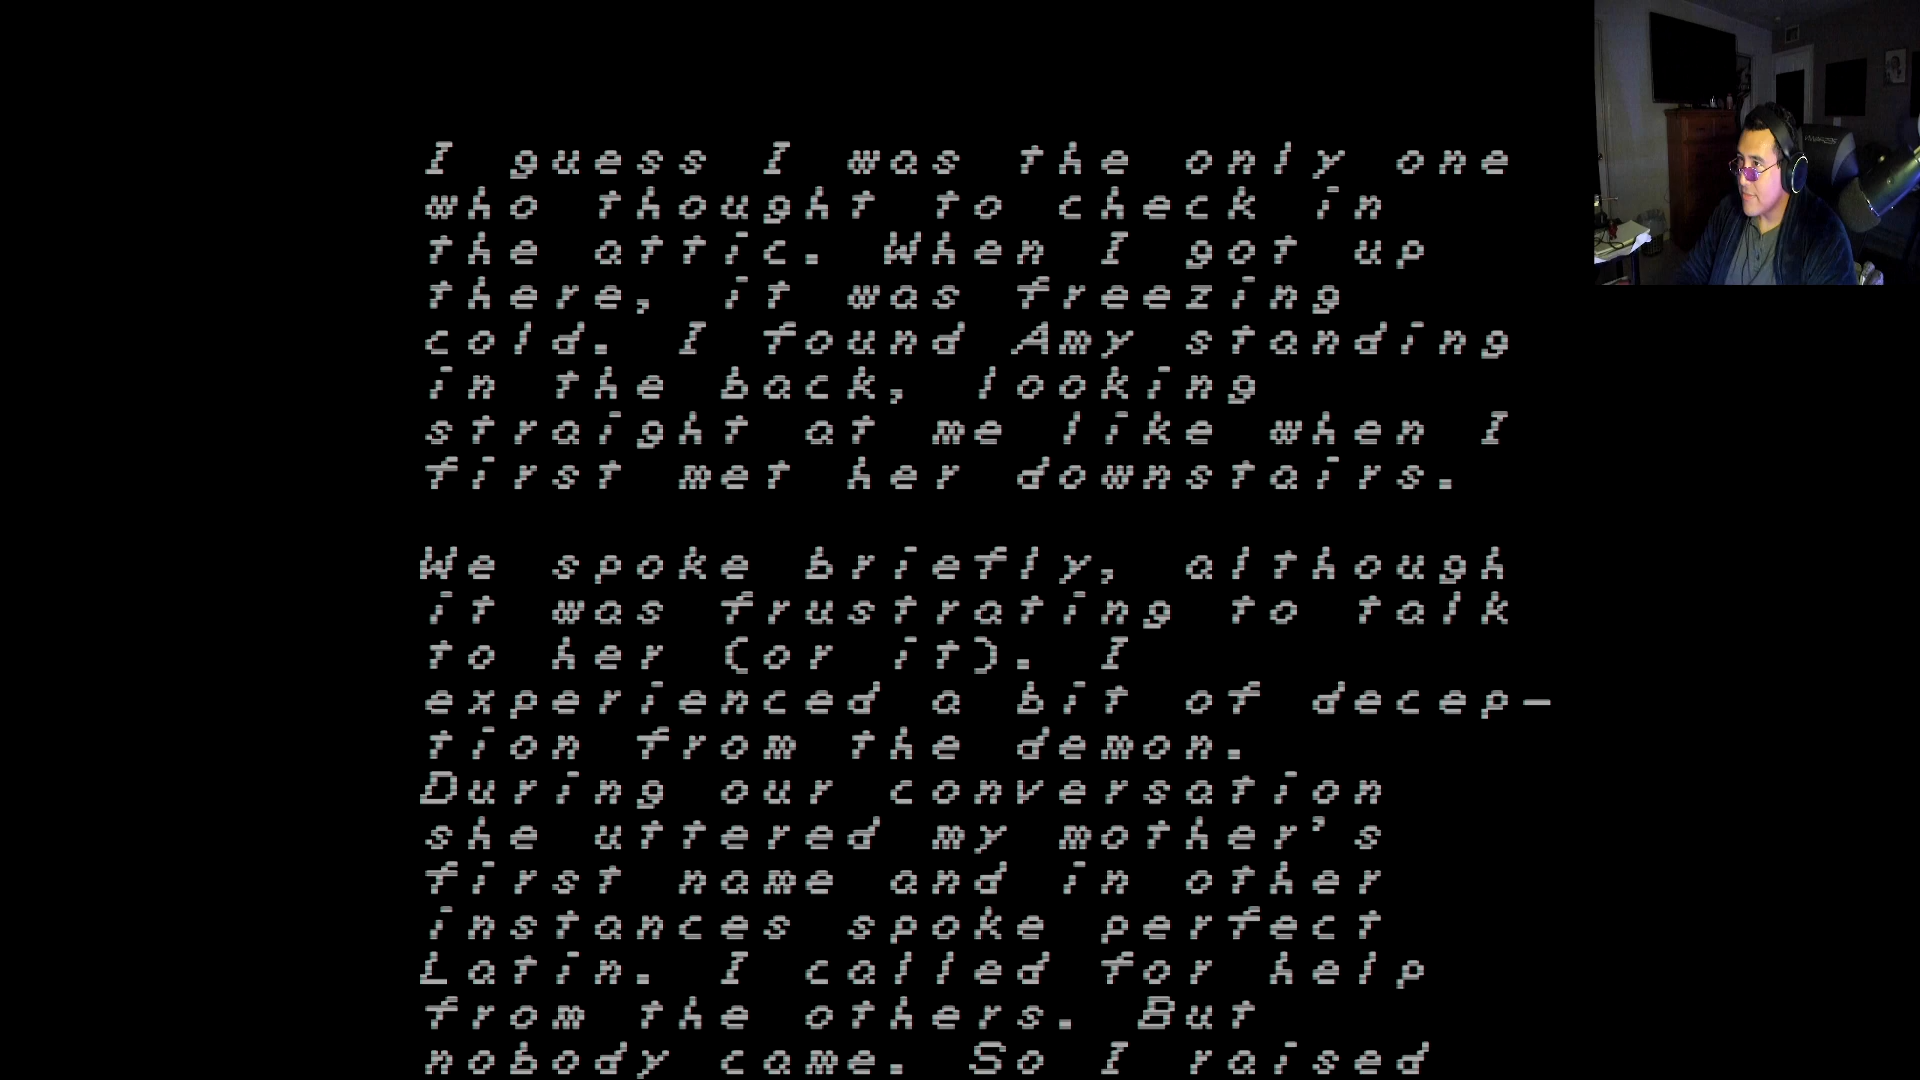 I guess I was the only one
who thought to check in
the attic. When I got up
there, it was freezing
cold. I found Amy standing
in the back, looking
straight at me like when I
first met her downstairs.
We spoke briefly, although
it was frustrating to talk
to her (or it). I
experienced a bit of decep-
tion from the demon.
During our conversation
she uttered my mother's
first name and in other
instances spoke perfect
Latin. I called for help
from the others. But
nobody came. So I raised